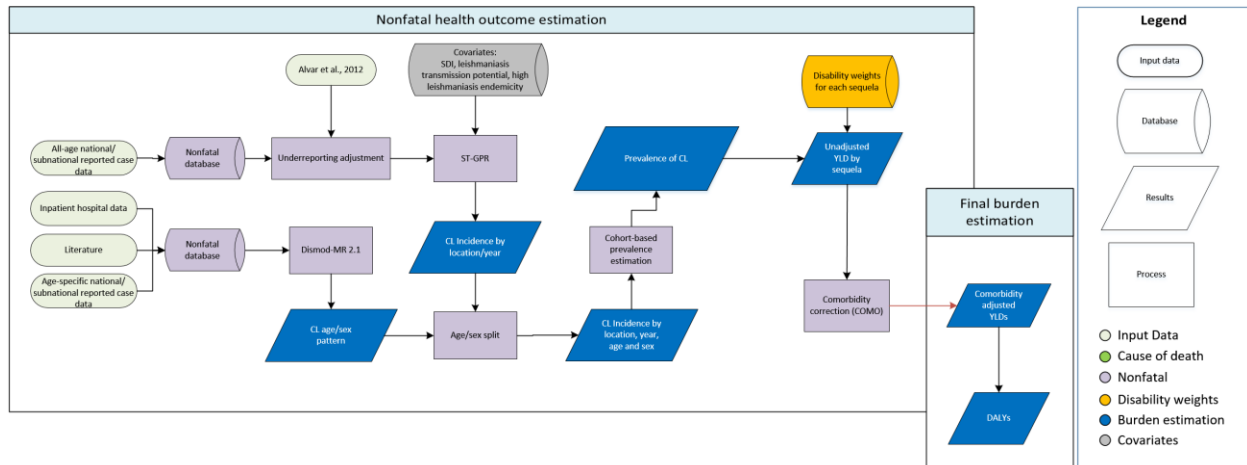 Nonfatal health outcome estimation
Alvar et al., 2012
Covariates:
SDI, leishmaniasis
transmission potential, high
leishmaniasis endemicity
Disability weights
for each sequela
All-age national/
subnational reported case
data
Nonfatal
database
Underreporting adjustment
ST-GPR
Prevalence of CL
Unadjusted
YLD by
sequela
Inpatient hospital data
Literature
Age-specific national/
subnational reported case
data
Nonfatal
database
Dismod-MR 2.1
CL Incidence by
location/year
Cohort-based
prevalence
estimation
CL age/sex
pattern
Age/sex split
CL Incidence by
location, year,
age and sex
Comorbidity
correction (COMO)
Final burden
estimation
Comorbidity
adjusted
YLDs
DALYs
Legend
Input data
Database
Results
Process
Input Data
Cause of death
Nonfatal
Disability weights
Burden estimation
Covariates